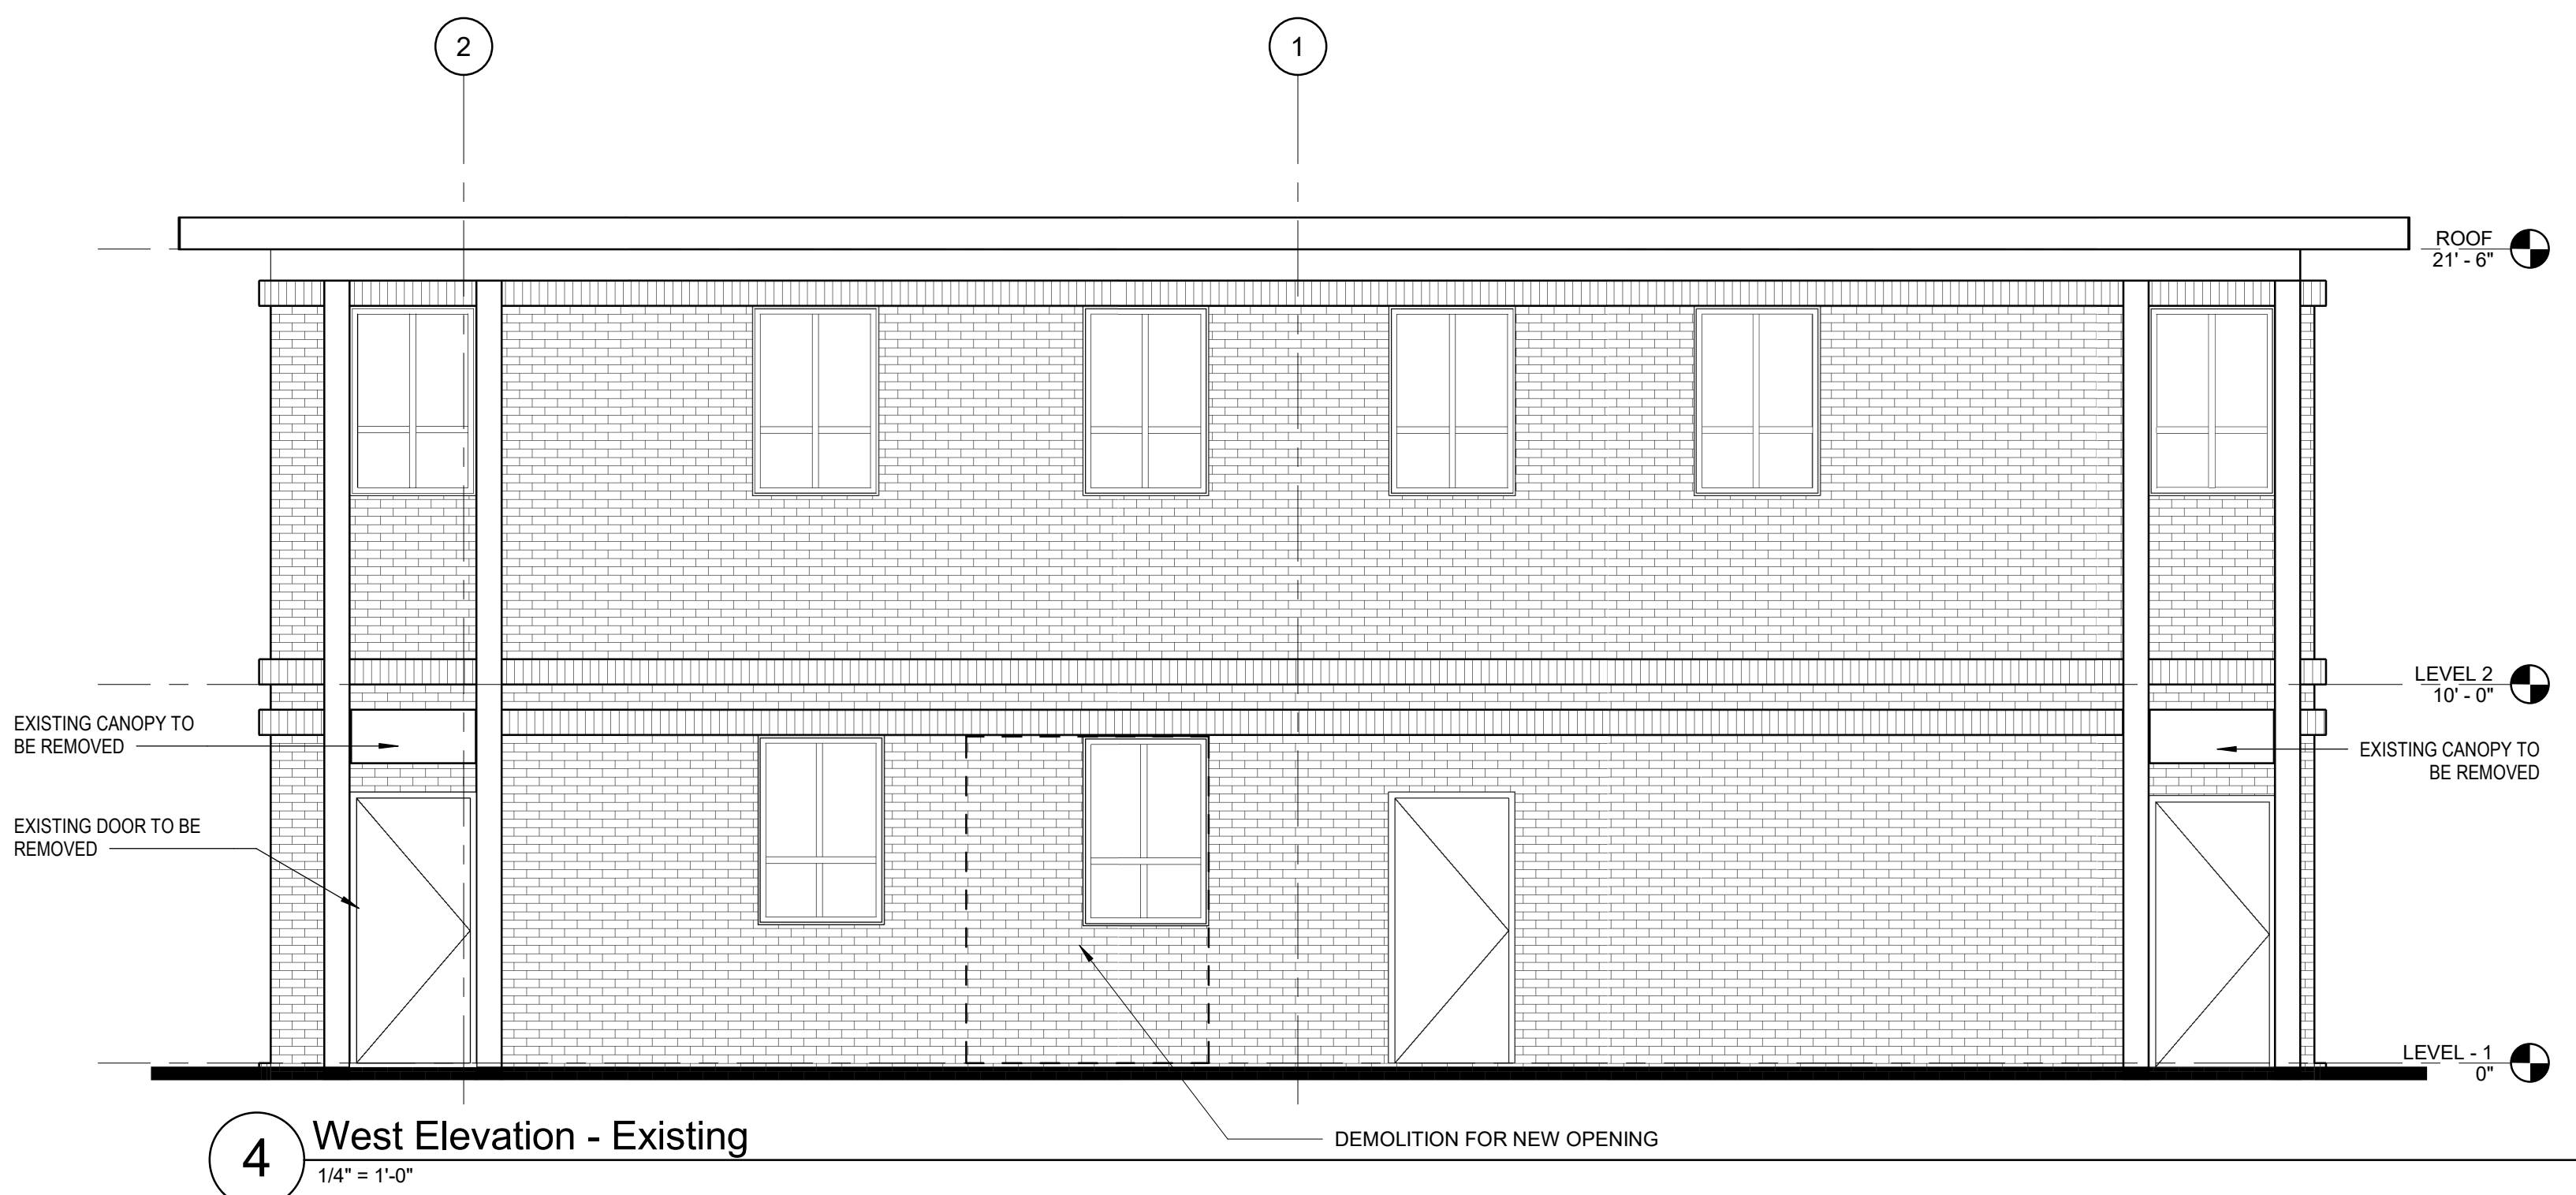 2
1
ROOF
21' - 6"
LEVEL 2
10' - 0"
EXISTING CANOPY TO
BE REMOVED
EXISTING CANOPY TO
BE REMOVED
EXISTING DOOR TO BE
REMOVED
LEVEL - 1
0"
4
West Elevation - Existing
1/4" = 1'-0"
DEMOLITION FOR NEW OPENING